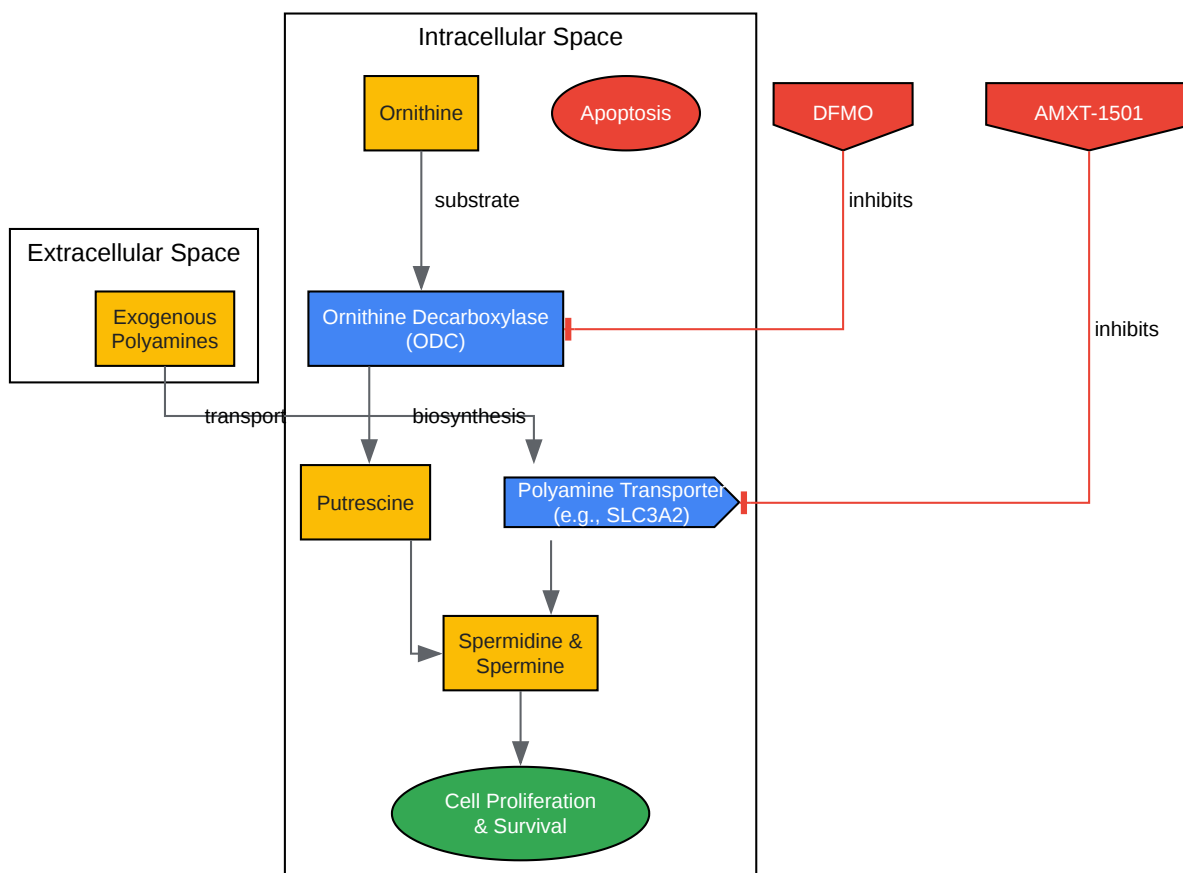 Intracellular Space
Ornithine
Apoptosis
DFMO
AMXT-1501
substrate
inhibits
Extracellular Space
Exogenous
Polyamines
Ornithine Decarboxylase
(ODC)
inhibits
transport
biosynthesis
Putrescine
Polyamine Transporter
(e.g., SLC3A2)
Spermidine &
Spermine
Cell Proliferation
& Survival